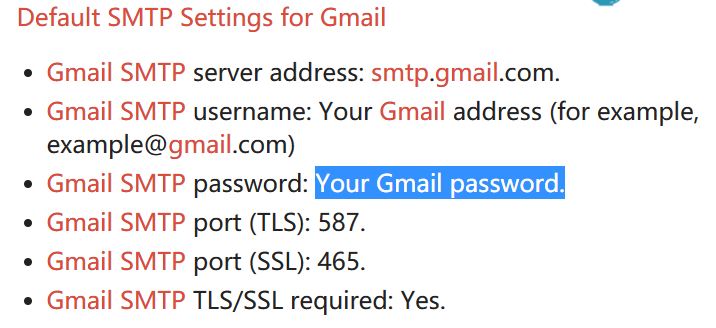 Default SMTP Settings for Gmail
Gmail SMTP server address: smtp.gmail.com.
Gmail SMTP username: Your Gmail address (for example,
example@gmail.com)
Gmail SMTP password: Your Gmail password.
Gmail SMTP port (TLS): 587.
Gmail SMTP port (SSL): 465.
Gmail SMTP TLS/SSL required: Yes.